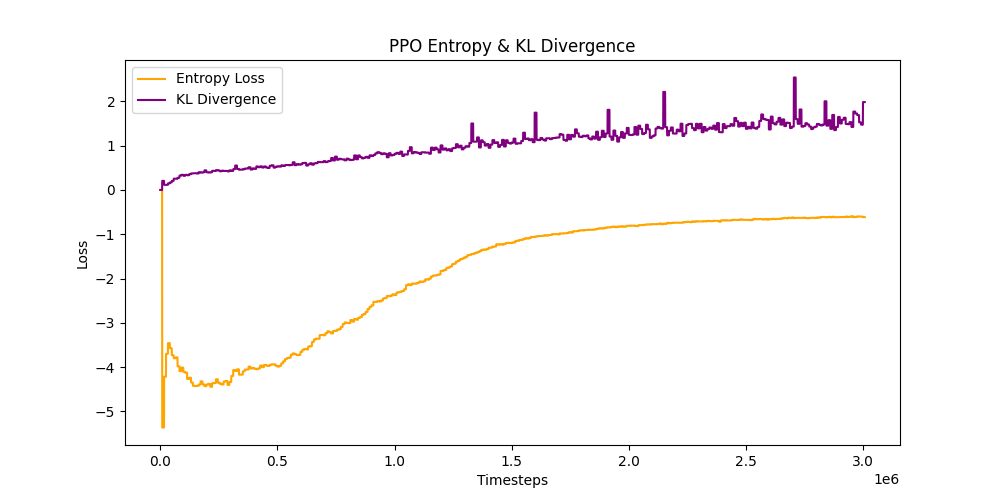 PPO Entropy & KL Divergence
Entropy Loss
KL Divergence
Loss
2
1
0
−1
−2
−3
−4
−5
0.0 0.5 1.0 1.5 2.0 2.5 3.0
1e6
Timesteps